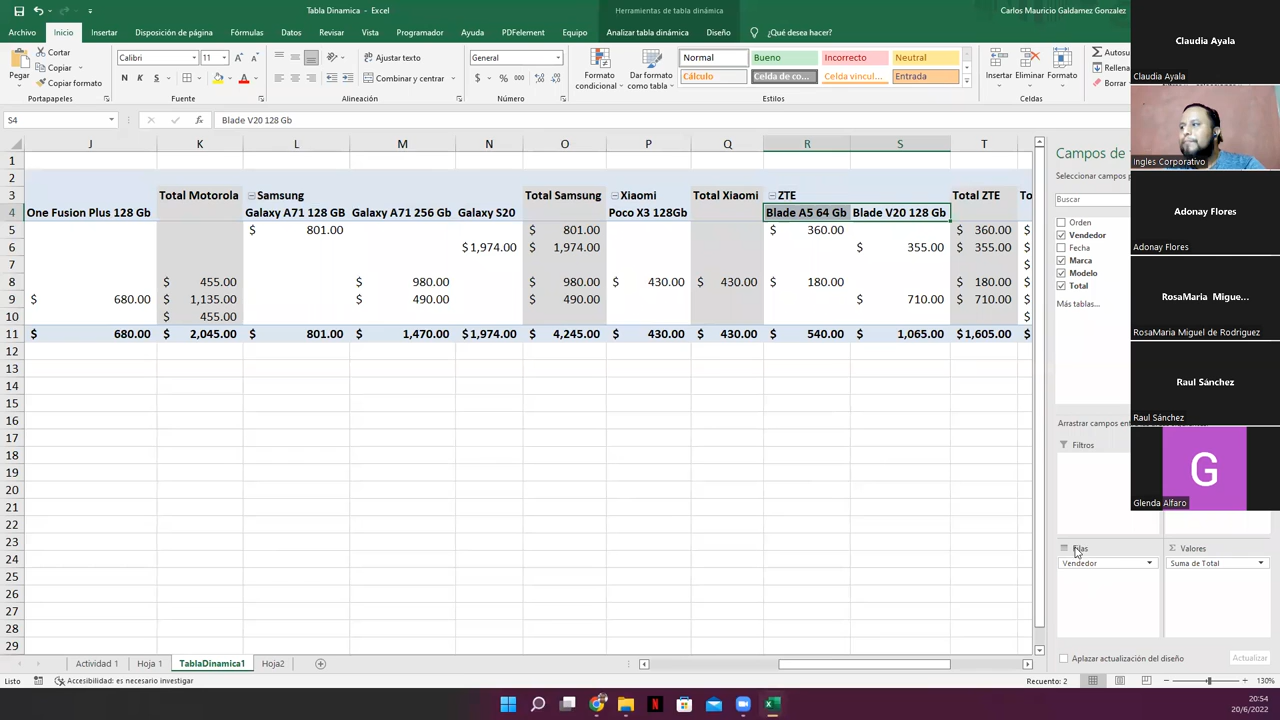 Tabla Dinamica - Excel
Herramientas de tabla dinámica
Carlos Mauricio Galdamez Gonzalez
Archivo Inicio Insertar Disposición de página Fórmulas Datos Revisar Vista Programador Ayuda PDFelement Equipo Analizar tabla dinámica Diseño ¿Qué desea hacer?
Pegar
Cortar
Copiar
Portapapeles
Calibri 11
N K S
Fuente
Ajustar texto
Combinar y centrar
Alineación
General
$ % 000
Número
Formato condicional
Dar formato como tabla
Normal Bueno Incorrecto Neutral
Cálculo Celda de co... Celda vincul... Entrada
Estilos
Insertar Eliminar Formato
Celdas
Autosu
Rellena
Borrar
S4 fx Blade V20 128 Gb
J K L M N O P Q R S T
1
2
3 Total Motorola Samsung Total Samsung Xiaomi Total Xiaomi ZTE Total ZTE To
4 One Fusion Plus 128 Gb Galaxy A71 128 GB Galaxy A71 256 Gb Galaxy S20 Poco X3 128Gb Blade A5 64 Gb Blade V20 128 Gb
5 $ 801.00 $ 801.00 $ 360.00 $ 360.00 $
6 $ 1,974.00 $ 1,974.00 $ 355.00 $ 355.00 $
7 $
8 $ 455.00 $ 980.00 $ 980.00 $ 430.00 $ 430.00 $ 180.00 $ 180.00 $
9 $ 680.00 $ 1,135.00 $ 490.00 $ 490.00 $ 710.00 $ 710.00 $
10 $ 455.00 $
11 $ 680.00 $ 2,045.00 $ 801.00 $ 1,470.00 $ 1,974.00 $ 4,245.00 $ 430.00 $ 430.00 $ 540.00 $ 1,065.00 $ 1,605.00 $
12
13
14
15
16
17
18
19
20
21
22
23
24
25
26
27
28
29
Campos de
Seleccionar campos p
Buscar
Orden
Vendedor
Fecha
Marca
Modelo
Total
Más tablas...
Arrastrar campos en
Filtros
Filas
Vendedor
Valores
Suma de Total
Aplazar actualización del diseño
Actualizar
Claudia Ayala
Claudia Ayala
Ingles Corporativo
Adonay Flores
Adonay Flores
RosaMaria Migue...
RosaMaria Miguel de Rodriguez
Raul Sánchez
Raul Sánchez
G
Glenda Alfaro
Actividad 1 Hoja 1 TablaDinamica1 Hoja2
Listo Accesibilidad: es necesario investigar
Recuento: 2
130%
20:54
20/6/2022